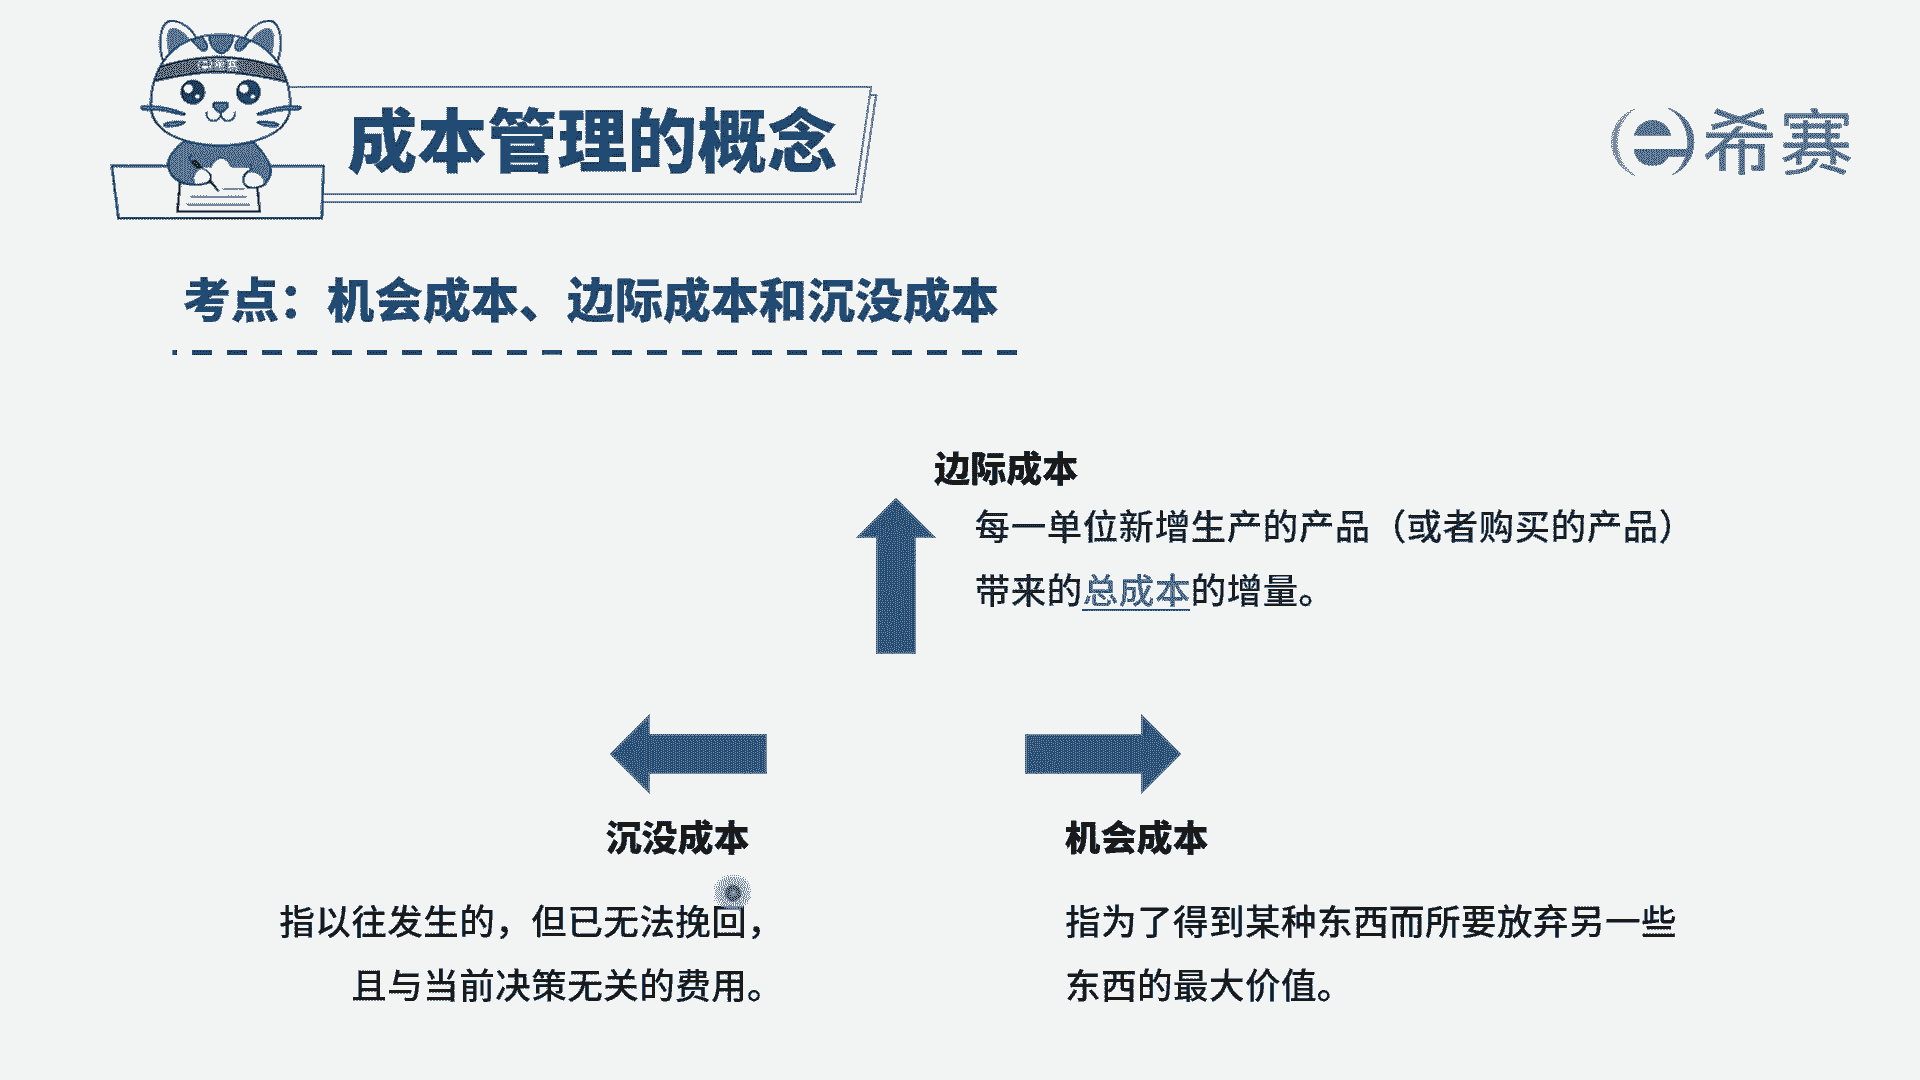 成本管理的概念
希赛
考点：机会成本、边际成本和沉没成本
边际成本
每一单位新增生产的产品（或者购买的产品）
带来的总成本的增量。
沉没成本
指以往发生的，但已无法挽回，
且与当前决策无关的费用。
机会成本
指为了得到某种东西而所要放弃另一些
东西的最大价值。